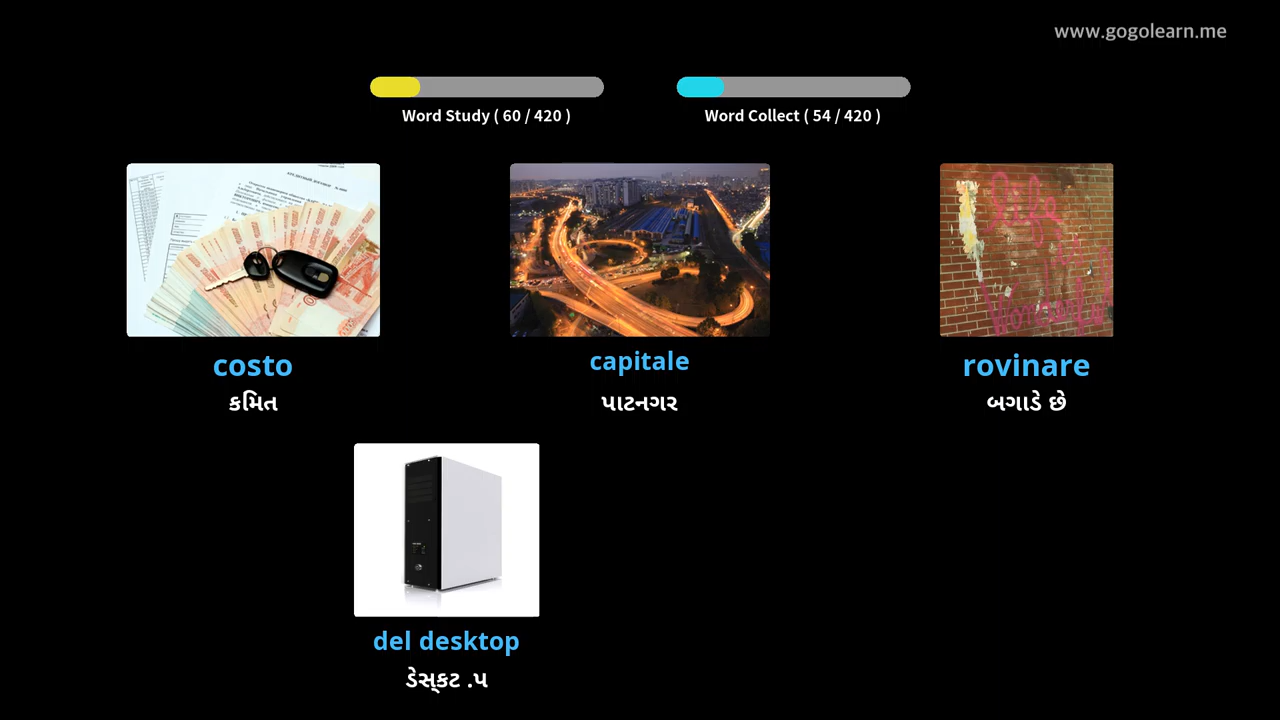 www.gogolearn.me
Word Study ( 60 / 420 )
Word Collect ( 54 / 420 )
costo
કિંમત
capitale
પાટનગર
rovinare
બગાડે છે
del desktop
ડેસ્કટ .પ